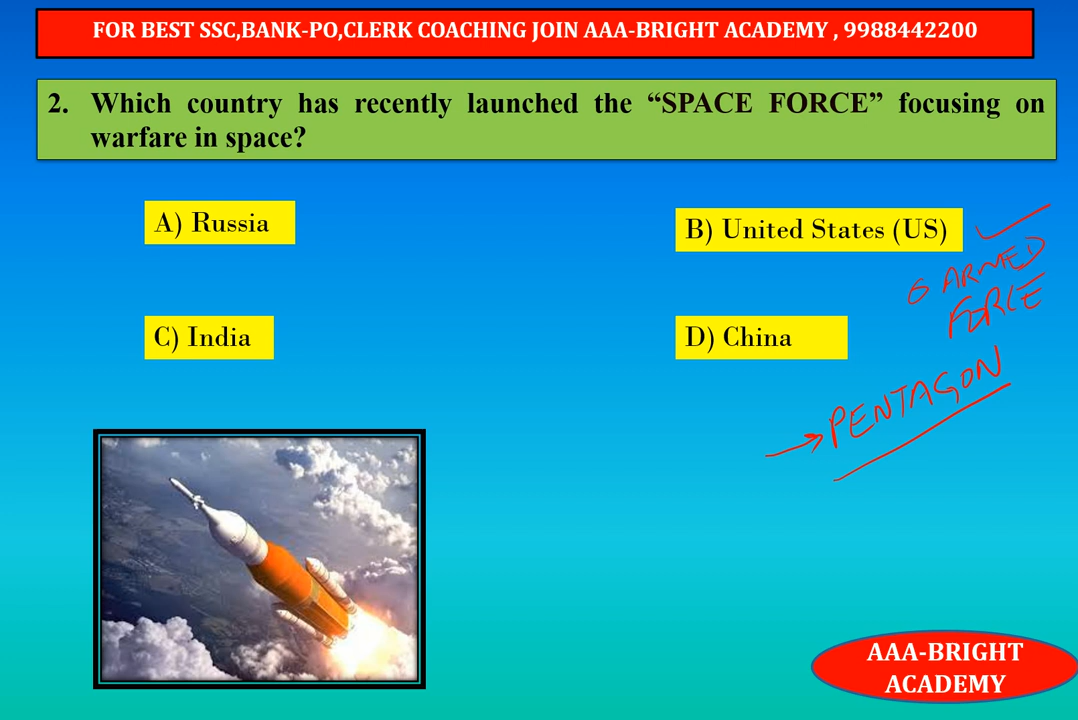 FOR BEST SSC,BANK-PO,CLERK COACHING JOIN AAA-BRIGHT ACADEMY , 9988442200
2. Which country has recently launched the “SPACE FORCE” focusing on
warfare in space?
A) Russia
B) United States (US)
6 ARMED
FORCE
C) India
D) China
PENTAGON
AAA-BRIGHT
ACADEMY